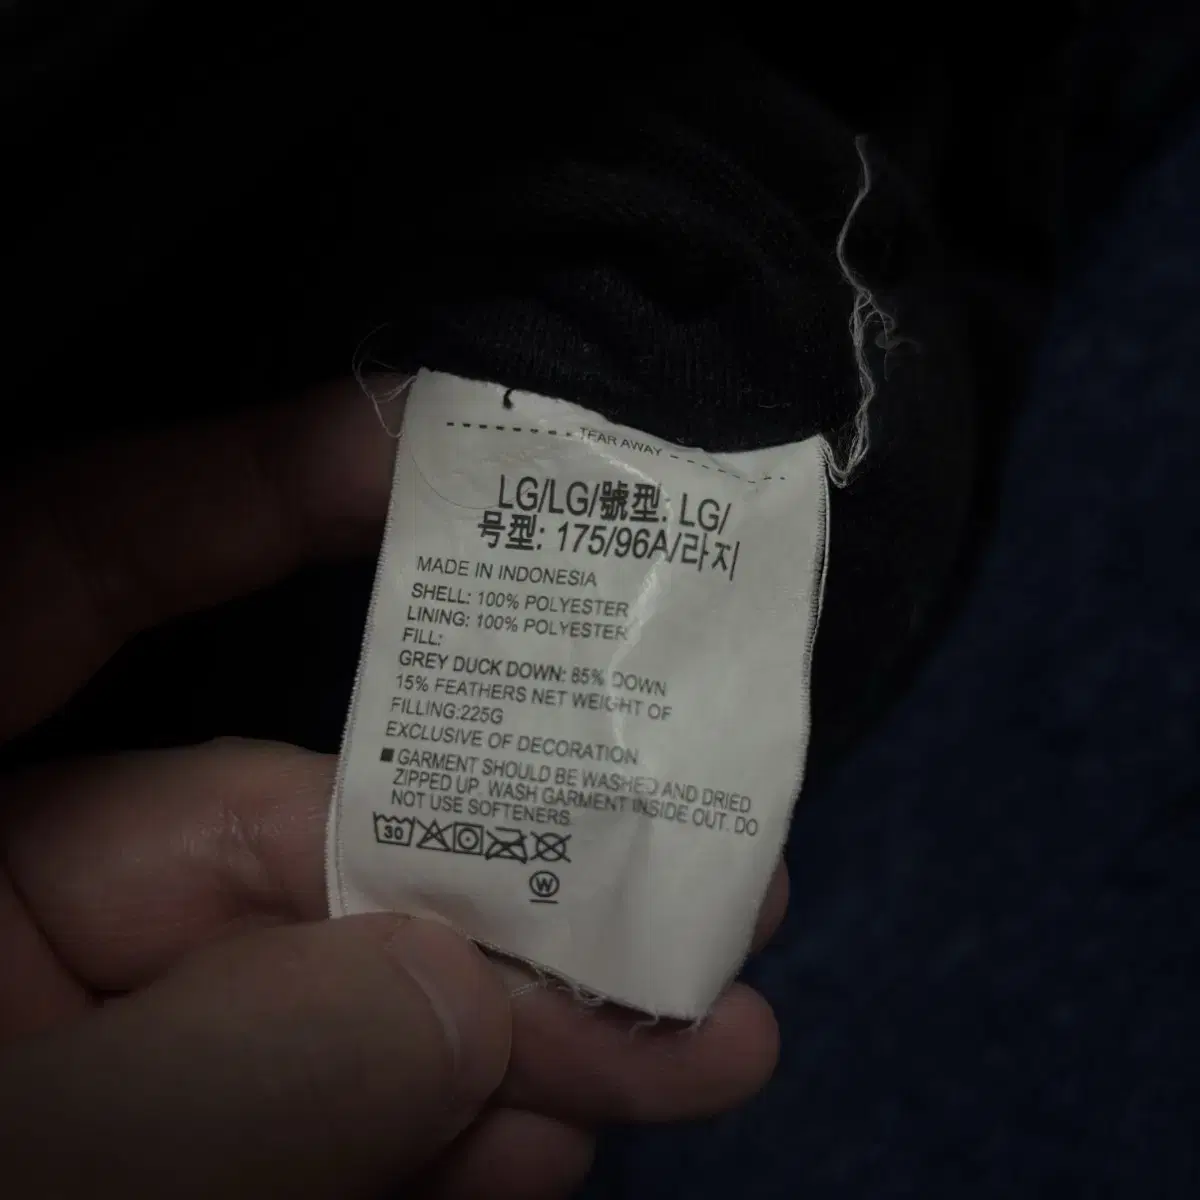 TEAR AWAY
LG/LG/號型: LG/
号型: 175/96A/라지
MADE IN INDONESIA
SHELL: 100% POLYESTER
LINING: 100% POLYESTER
FILL:
GREY DUCK DOWN: 85% DOWN
15% FEATHERS NET WEIGHT OF
FILLING:225G
EXCLUSIVE OF DECORATION
■ GARMENT SHOULD BE WASHED AND DRIED
ZIPPED UP. WASH GARMENT INSIDE OUT. DO
NOT USE SOFTENERS.
30
W